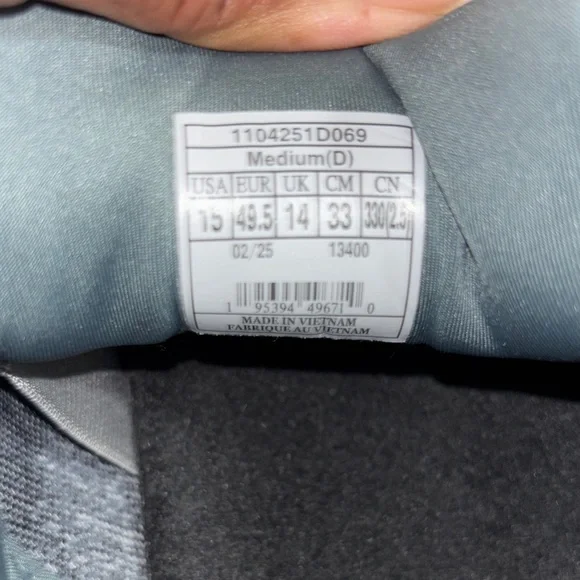 1104251D069
Medium(D)
USA EUR UK CM CN
15 49.5 14 33 330/2.5
02/25 13400
1 95394 49671 0
MADE IN VIETNAM
FABRIQUE AU VIETNAM